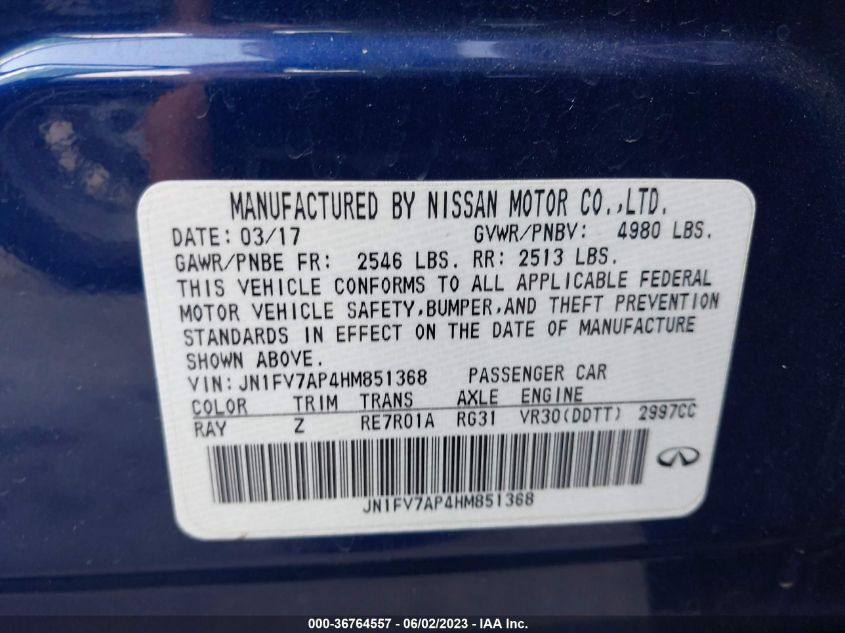 MANUFACTURED BY NISSAN MOTOR CO.,LTD.
DATE: 03/17 GVWR/PNBV: 4980 LBS.
GAWR/PNBE FR: 2546 LBS. RR: 2513 LBS.
THIS VEHICLE CONFORMS TO ALL APPLICABLE FEDERAL
MOTOR VEHICLE SAFETY,BUMPER,AND THEFT PREVENTION
STANDARDS IN EFFECT ON THE DATE OF MANUFACTURE
SHOWN ABOVE.
VIN: JN1FV7AP4HM851368 PASSENGER CAR
COLOR TRIM TRANS AXLE ENGINE
RAY Z RE7R01A RG31 VR30(DDTT) 2997CC
JN1FV7AP4HM851368
000-36764557 - 06/02/2023 - IAA Inc.